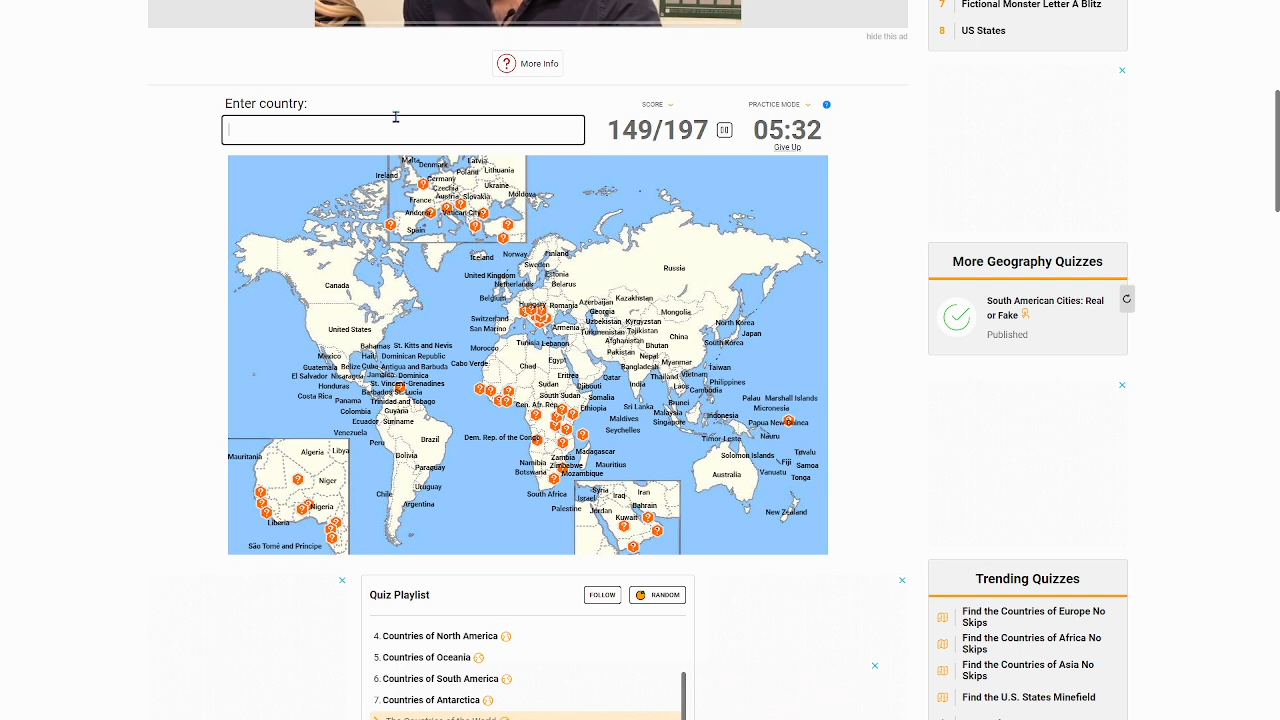 7 Fictional Monster Letter A Blitz
8 US States
hide this ad
More Info
Enter country:
SCORE
PRACTICE MODE
149/197
05:32
Give Up
Malta
Denmark
Latvia
Ireland
Germany
Poland
Lithuania
Czechia
Ukraine
France
Austria
Slovakia
Moldova
Andorra
Vatican City
Spain
Iceland
Norway
Finland
Sweden
Russia
United Kingdom
Estonia
Netherlands
Belarus
Canada
Belgium
Hungary
Romania
Azerbaijan
Kazakhstan
Georgia
Mongolia
Switzerland
Uzbekistan
Kyrgyzstan
North Korea
United States
San Marino
Armenia
Turkmenistan
Tajikistan
Japan
Bahamas
St. Kitts and Nevis
Morocco
Tunisia
Lebanon
Afghanistan
China
South Korea
Mexico
Haiti
Dominican Republic
Pakistan
Bhutan
Guatemala
Belize
Cuba
Antigua and Barbuda
Cabo Verde
Chad
Egypt
Nepal
Myanmar
Bangladesh
Taiwan
El Salvador
Nicaragua
Jamaica
Dominica
Eritrea
Qatar
Thailand
Vietnam
Honduras
St. Vincent-Grenadines
Sudan
Djibouti
India
Laos
Philippines
Costa Rica
Barbados
St. Lucia
South Sudan
Somalia
Cambodia
Panama
Trinidad and Tobago
Cen. Afr. Rep.
Ethiopia
Sri Lanka
Brunei
Palau
Marshall Islands
Colombia
Guyana
Maldives
Malaysia
Indonesia
Micronesia
Ecuador
Suriname
Seychelles
Singapore
Papua New Guinea
Venezuela
Peru
Brazil
Dem. Rep. of the Congo
Timor-Leste
Nauru
Mauritania
Algeria
Libya
Bolivia
Madagascar
Solomon Islands
Tuvalu
Zambia
Fiji
Samoa
Namibia
Zimbabwe
Mauritius
Botswana
Mozambique
Australia
Vanuatu
Tonga
Paraguay
Niger
Uruguay
Chile
Argentina
South Africa
Syria
Iraq
Iran
Israel
Bahrain
Nigeria
Palestine
Jordan
Kuwait
New Zealand
Liberia
São Tomé and Príncipe
More Geography Quizzes
South American Cities: Real
or Fake
Published
Quiz Playlist
FOLLOW
RANDOM
4. Countries of North America
5. Countries of Oceania
6. Countries of South America
7. Countries of Antarctica
The Countries of the World
Trending Quizzes
Find the Countries of Europe No
Skips
Find the Countries of Africa No
Skips
Find the Countries of Asia No
Skips
Find the U.S. States Minefield